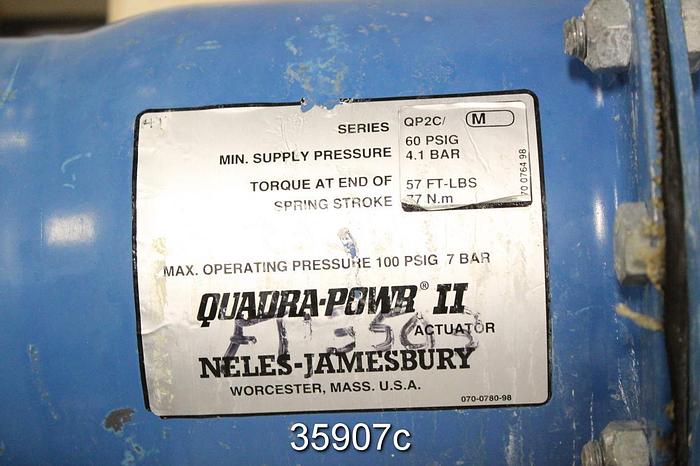 SERIES QP2C/ M
MIN. SUPPLY PRESSURE 60 PSIG
4.1 BAR
TORQUE AT END OF 57 FT-LBS
SPRING STROKE 77 N.m
70 0764 98
MAX. OPERATING PRESSURE 100 PSIG 7 BAR
QUADRA-POWR® II
ACTUATOR
NELES-JAMESBURY
WORCESTER, MASS. U.S.A.
070-0780-98
35907c